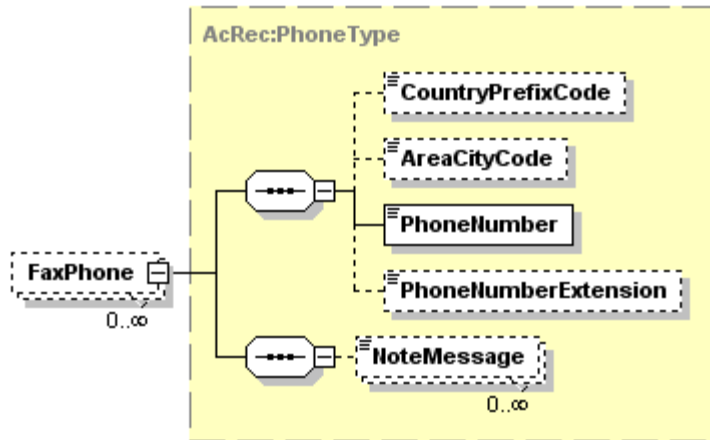 AcRec:PhoneType
CountryPrefixCode
AreaCityCode
PhoneNumber
FaxPhone
0..∞
PhoneNumberExtension
NoteMessage
0..∞